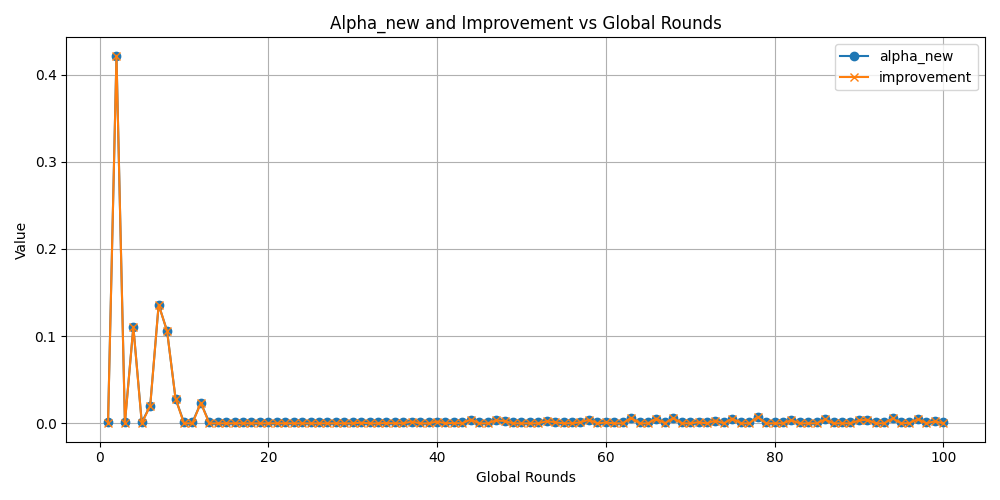 Alpha_new and Improvement vs Global Rounds
alpha_new
improvement
Value
0.4
0.3
0.2
0.1
0.0
0
20
40
60
80
100
Global Rounds